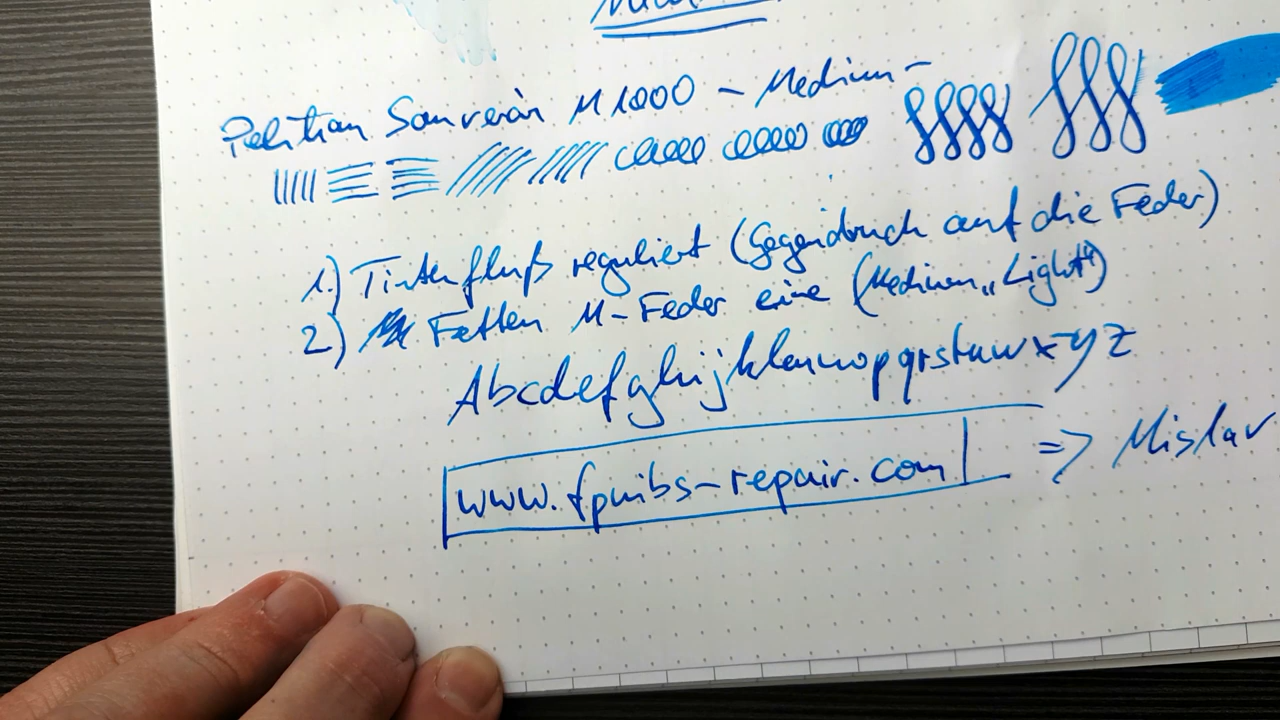 Pelikan Souverän M1000 - Medium -
1.) Tintenfluß reguliert (Gegendruck auf die Feder)
2.) Fetten M-Feder eine (Medium „Light")
Abcdefghijklmnopqrstuvwxyz
www.fpnibs-repair.com => Mislav